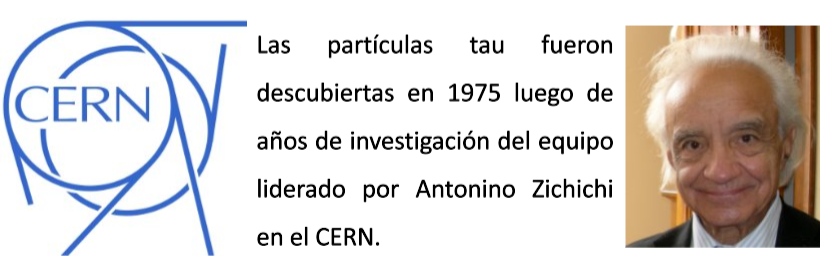 CERN
Las partículas tau fueron
descubiertas en 1975 luego de
años de investigación del equipo
liderado por Antonino Zichichi
en el CERN.